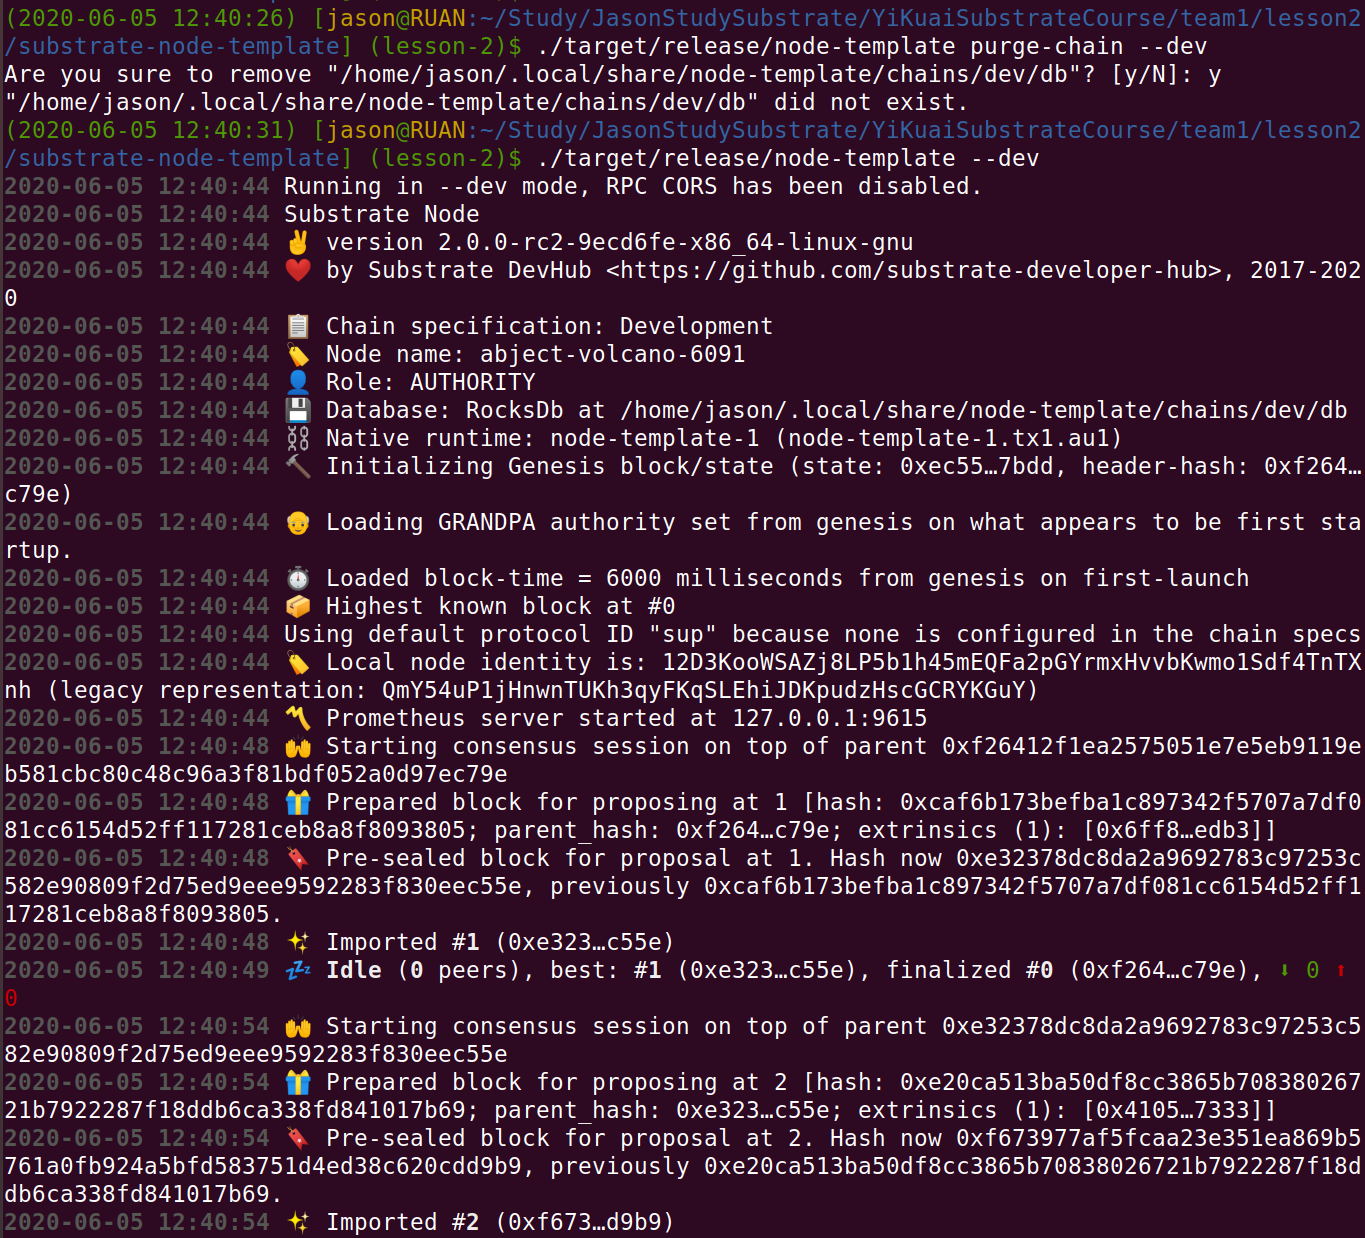 (2020-06-05 12:40:26) [jason@RUAN:~/Study/JasonStudySubstrate/YiKuaiSubstrateCourse/team1/lesson2
/substrate-node-template] (lesson-2)$ ./target/release/node-template purge-chain --dev
Are you sure to remove "/home/jason/.local/share/node-template/chains/dev/db"? [y/N]: y
"/home/jason/.local/share/node-template/chains/dev/db" did not exist.
(2020-06-05 12:40:31) [jason@RUAN:~/Study/JasonStudySubstrate/YiKuaiSubstrateCourse/team1/lesson2
/substrate-node-template] (lesson-2)$ ./target/release/node-template --dev
2020-06-05 12:40:44 Running in --dev mode, RPC CORS has been disabled.
2020-06-05 12:40:44 Substrate Node
2020-06-05 12:40:44 ✌️ version 2.0.0-rc2-9ecd6fe-x86_64-linux-gnu
2020-06-05 12:40:44 ❤️ by Substrate DevHub <https://github.com/substrate-developer-hub>, 2017-202
0
2020-06-05 12:40:44 📋 Chain specification: Development
2020-06-05 12:40:44 🏷 Node name: abject-volcano-6091
2020-06-05 12:40:44 👤 Role: AUTHORITY
2020-06-05 12:40:44 💾 Database: RocksDb at /home/jason/.local/share/node-template/chains/dev/db
2020-06-05 12:40:44 ⛓ Native runtime: node-template-1 (node-template-1.tx1.au1)
2020-06-05 12:40:44 🔨 Initializing Genesis block/state (state: 0xec55…7bdd, header-hash: 0xf264…
c79e)
2020-06-05 12:40:44 👴 Loading GRANDPA authority set from genesis on what appears to be first sta
rtup.
2020-06-05 12:40:44 ⏱ Loaded block-time = 6000 milliseconds from genesis on first-launch
2020-06-05 12:40:44 📦 Highest known block at #0
2020-06-05 12:40:44 Using default protocol ID "sup" because none is configured in the chain specs
2020-06-05 12:40:44 🏷 Local node identity is: 12D3KooWSAZj8LP5b1h45mEQFa2pGYrmxHvvbKwmo1Sdf4TnTX
nh (legacy representation: QmY54uP1jHnwnTUKh3qyFKqSLEhiJDKpudzHscGCRYKGuY)
2020-06-05 12:40:44 〽️ Prometheus server started at 127.0.0.1:9615
2020-06-05 12:40:48 🙌 Starting consensus session on top of parent 0xf26412f1ea2575051e7e5eb9119e
b581cbc80c48c96a3f81bdf052a0d97ec79e
2020-06-05 12:40:48 🎁 Prepared block for proposing at 1 [hash: 0xcaf6b173befba1c897342f5707a7df0
81cc6154d52ff117281ceb8a8f8093805; parent_hash: 0xf264…c79e; extrinsics (1): [0x6ff8…edb3]]
2020-06-05 12:40:48 🔖 Pre-sealed block for proposal at 1. Hash now 0xe32378dc8da2a9692783c97253c
582e90809f2d75ed9eee9592283f830eec55e, previously 0xcaf6b173befba1c897342f5707a7df081cc6154d52ff1
17281ceb8a8f8093805.
2020-06-05 12:40:48 ✨ Imported #1 (0xe323…c55e)
2020-06-05 12:40:49 💤 Idle (0 peers), best: #1 (0xe323…c55e), finalized #0 (0xf264…c79e), ⬇ 0 ⬆
0
2020-06-05 12:40:54 🙌 Starting consensus session on top of parent 0xe32378dc8da2a9692783c97253c5
82e90809f2d75ed9eee9592283f830eec55e
2020-06-05 12:40:54 🎁 Prepared block for proposing at 2 [hash: 0xe20ca513ba50df8cc3865b708380267
21b7922287f18ddb6ca338fd841017b69; parent_hash: 0xe323…c55e; extrinsics (1): [0x4105…7333]]
2020-06-05 12:40:54 🔖 Pre-sealed block for proposal at 2. Hash now 0xf673977af5fcaa23e351ea869b5
761a0fb924a5bfd583751d4ed38c620cdd9b9, previously 0xe20ca513ba50df8cc3865b70838026721b7922287f18d
db6ca338fd841017b69.
2020-06-05 12:40:54 ✨ Imported #2 (0xf673…d9b9)